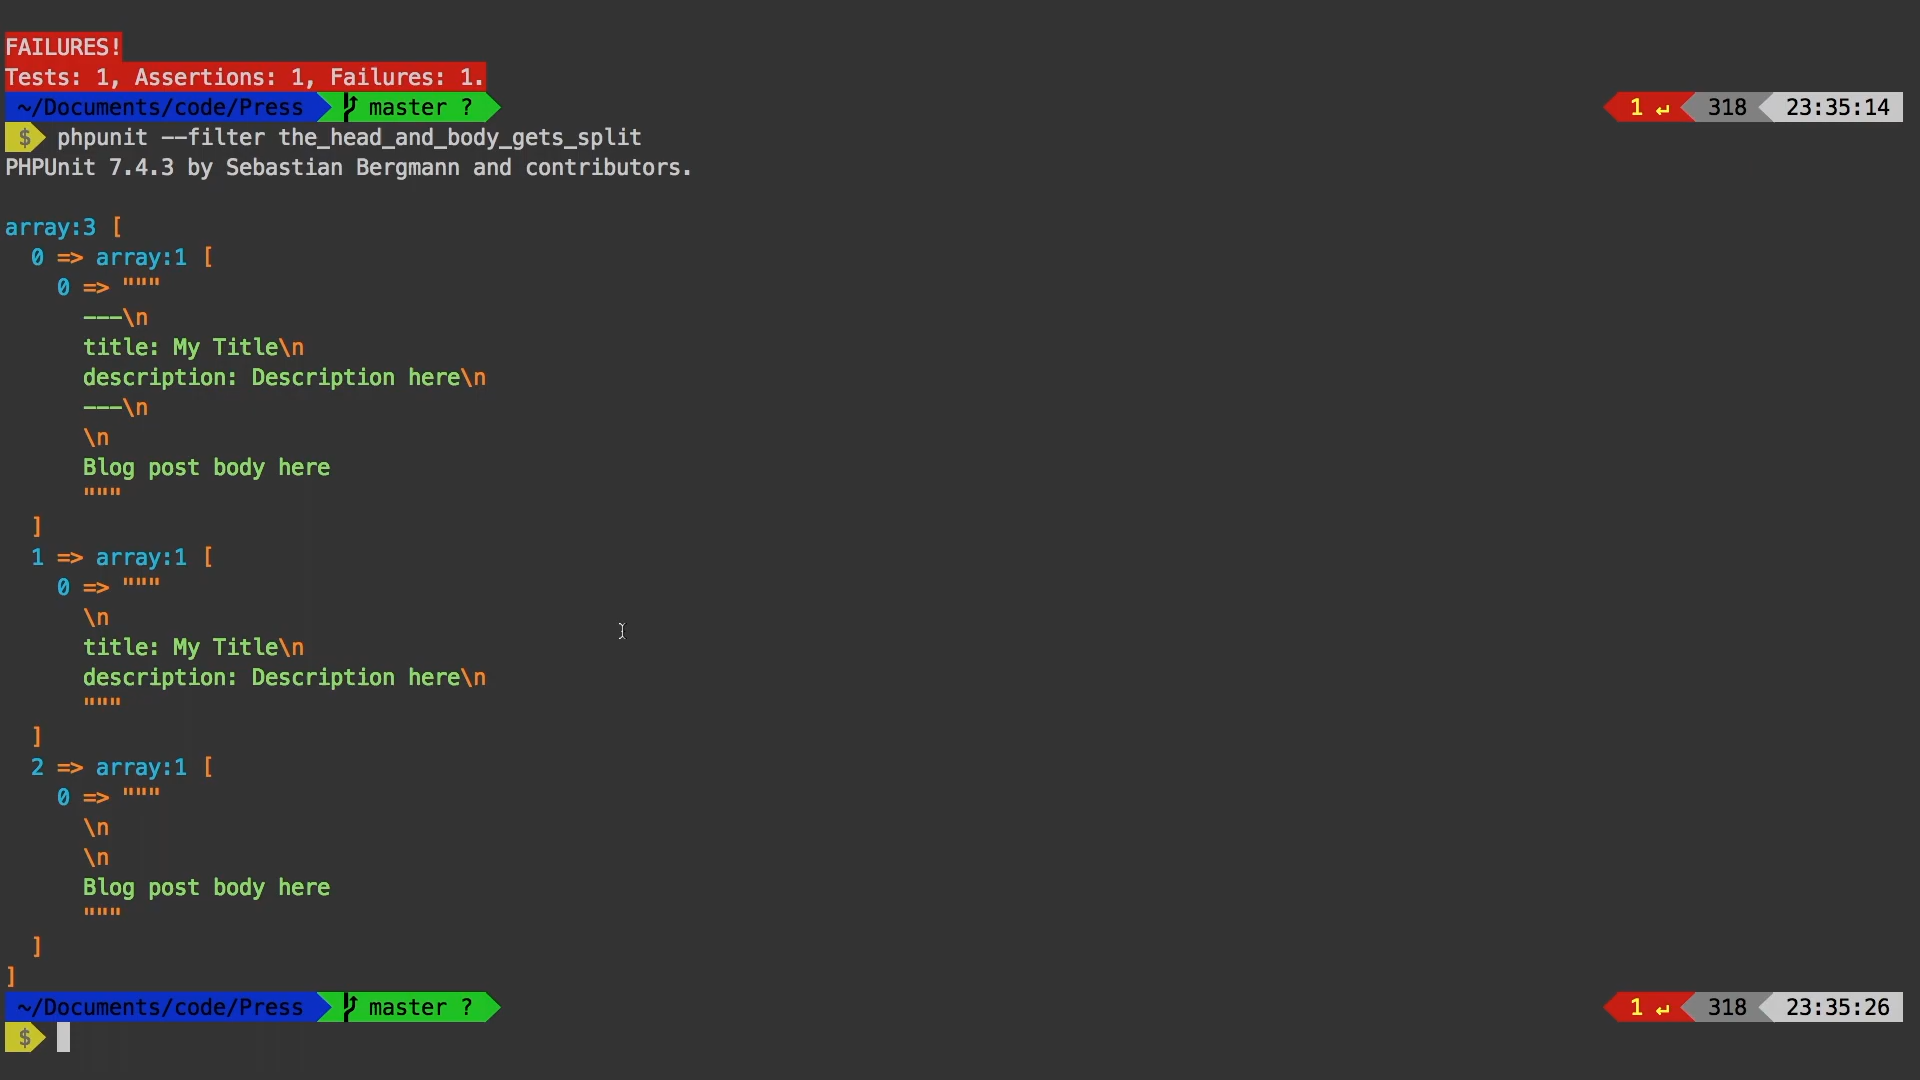 FAILURES!
Tests: 1, Assertions: 1, Failures: 1.
~/Documents/code/Press master ? 1 ↵ 318 23:35:14
$ phpunit --filter the_head_and_body_gets_split
PHPUnit 7.4.3 by Sebastian Bergmann and contributors.
array:3 [
  0 => array:1 [
    0 => """
      ---\n
      title: My Title\n
      description: Description here\n
      ---\n
      \n
      Blog post body here
      """
  ]
  1 => array:1 [
    0 => """
      \n
      title: My Title\n
      description: Description here\n
      """
  ]
  2 => array:1 [
    0 => """
      \n
      \n
      Blog post body here
      """
  ]
]
~/Documents/code/Press master ? 1 ↵ 318 23:35:26
$